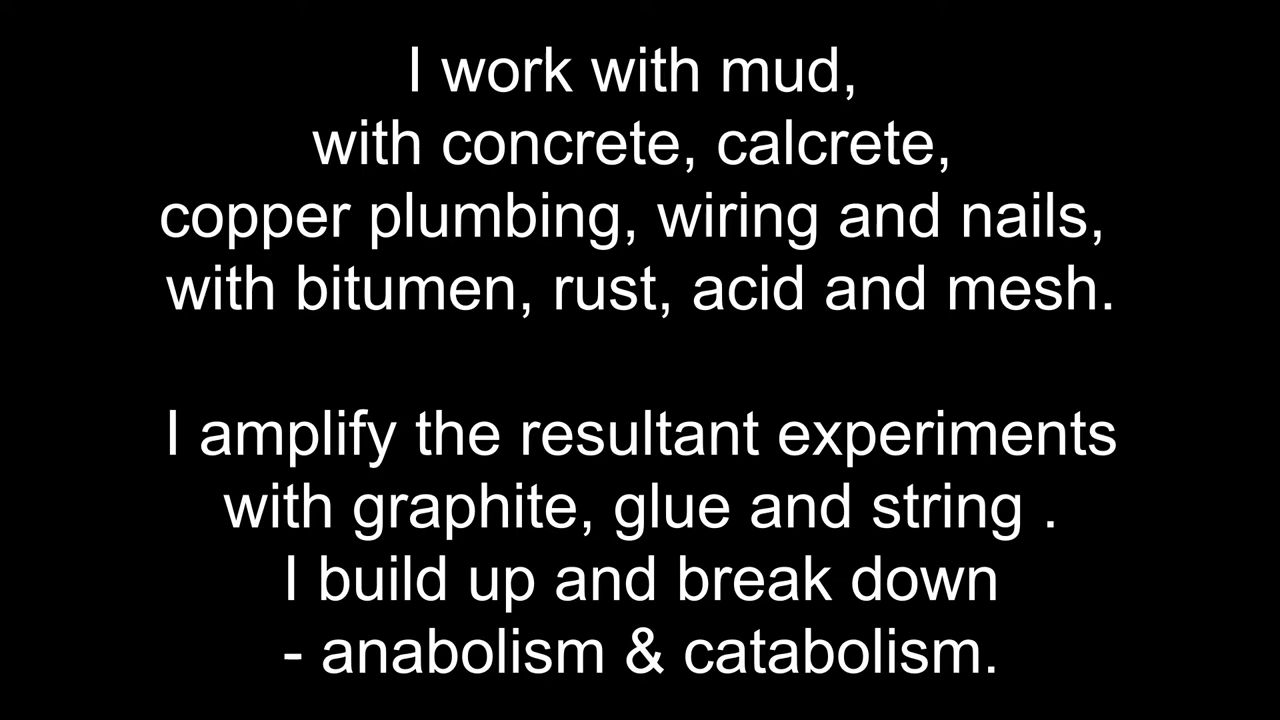 I work with mud,
with concrete, calcrete,
copper plumbing, wiring and nails,
with bitumen, rust, acid and mesh.
I amplify the resultant experiments
with graphite, glue and string .
I build up and break down
- anabolism & catabolism.